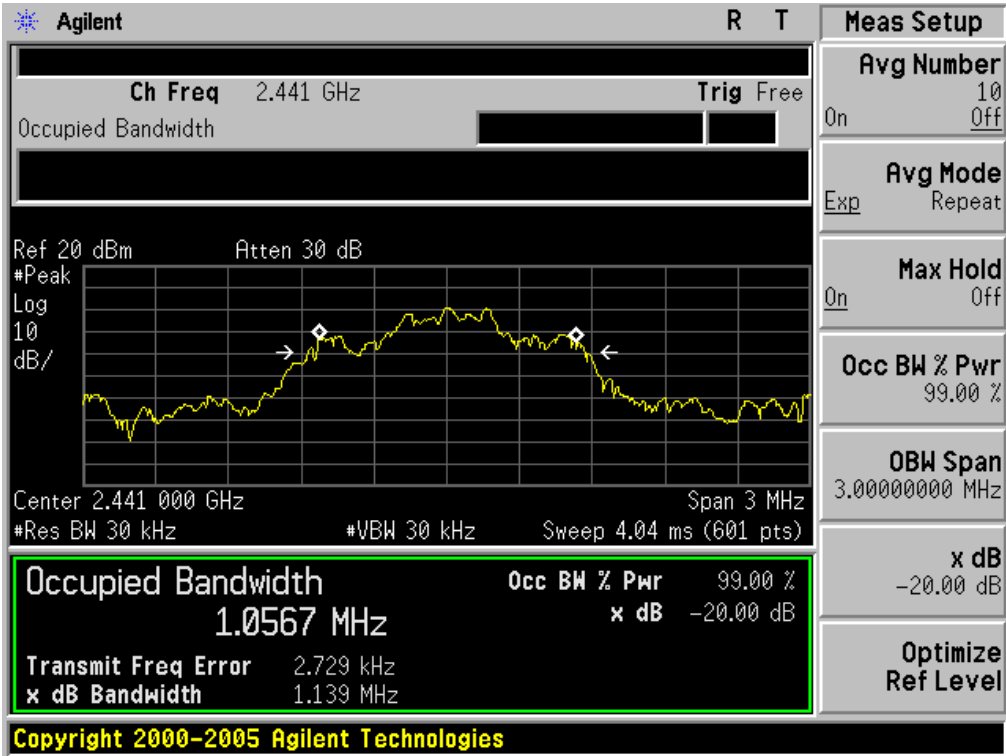 Agilent R T
Ch Freq 2.441 GHz Trig Free
Occupied Bandwidth
Ref 20 dBm Atten 30 dB
#Peak
Log
10
dB/
Center 2.441 000 GHz Span 3 MHz
#Res BW 30 kHz #VBW 30 kHz Sweep 4.04 ms (601 pts)
Occupied Bandwidth
1.0567 MHz
Occ BW % Pwr 99.00 %
x dB -20.00 dB
Transmit Freq Error 2.729 kHz
x dB Bandwidth 1.139 MHz
Copyright 2000-2005 Agilent Technologies
Meas Setup
Avg Number
10
On Off
Avg Mode
Exp Repeat
Max Hold
On Off
Occ BW % Pwr
99.00 %
OBW Span
3.00000000 MHz
x dB
-20.00 dB
Optimize
Ref Level